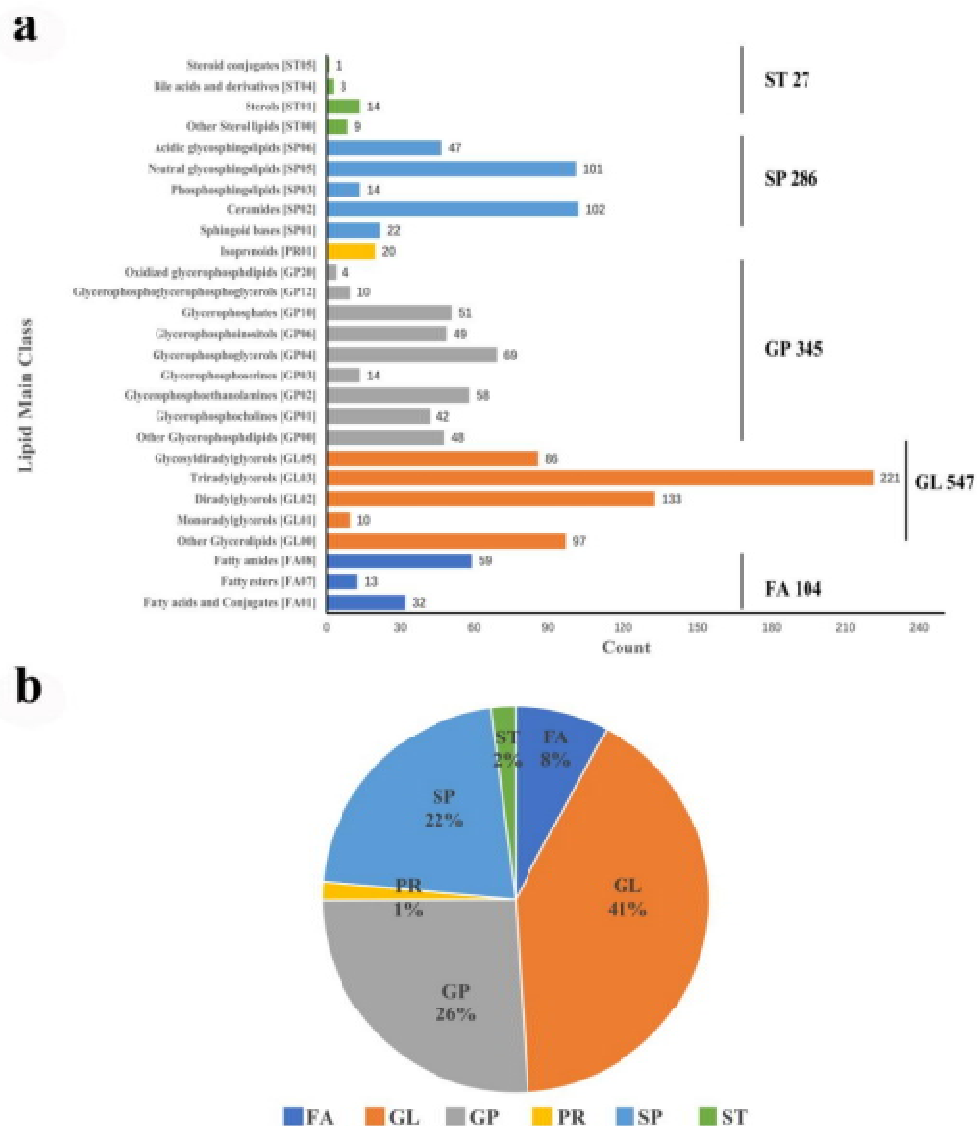 a
Steroid conjugates [ST05] 1
Bile acids and derivatives [ST04] 3
Sterols [ST01] 14
Other Sterol lipids [ST00] 9
ST 27
Acidic glycosphingolipids [SP06] 47
Neutral glycosphingolipids [SP05] 101
Phosphosphingolipids [SP03] 14
Ceramides [SP02] 102
Sphingoid bases [SP01] 22
SP 286
Isoprenoids [PR01] 20
Oxidized glycerophospholipids [GP20] 4
Glycerophosphoglycerophosphoglycerols [GP12] 10
Glycerophosphates [GP10] 51
Glycerophosphoinositols [GP06] 49
Glycerophosphoglycerols [GP04] 69
Glycerophosphoserines [GP03] 14
Glycerophosphoethanolamines [GP02] 58
Glycerophosphocholines [GP01] 42
Other Glycerophospholipids [GP00] 48
GP 345
Glycosyldiradylglycerols [GL05] 86
Triradylglycerols [GL03] 221
Diradylglycerols [GL02] 133
Monoradylglycerols [GL01] 10
Other Glycerolipids [GL00] 97
GL 547
Fatty amides [FA08] 59
Fatty esters [FA07] 13
Fatty acids and Conjugates [FA01] 32
FA 104
Lipid Main Class
0 30 60 90 120 150 180 210 240
Count
b
ST
2%
FA
8%
SP
22%
PR
1%
GL
41%
GP
26%
FA GL GP PR SP ST